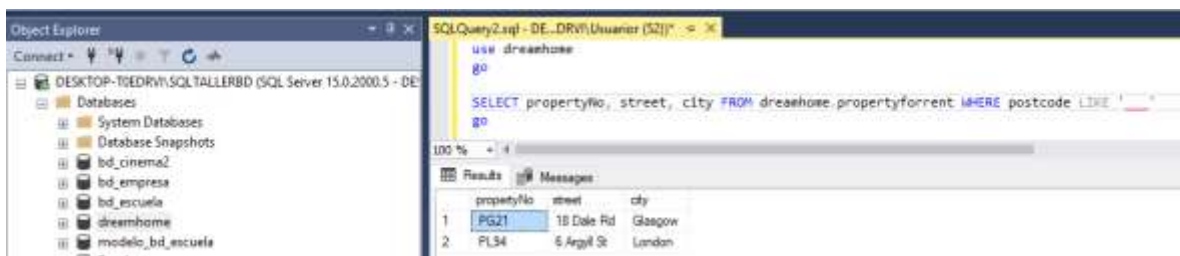 Object Explorer
Connect
DESKTOP-T0EDRVI\SQLTALLERBD (SQL Server 15.0.2000.5 - DE
Databases
System Databases
Database Snapshots
bd_cinema2
bd_empresa
bd_escuela
dreamhome
modelo_bd_escuela
SQLQuery2.sql - DE...DRVI\Usuarior (52))*
use dreamhome
go
SELECT propertyNo, street, city FROM dreamhome.propertyforrent WHERE postcode LIKE '___'
go
100 %
Results Messages
propertyNo street city
1 PG21 18 Dale Rd Glasgow
2 PL94 6 Argyll St London